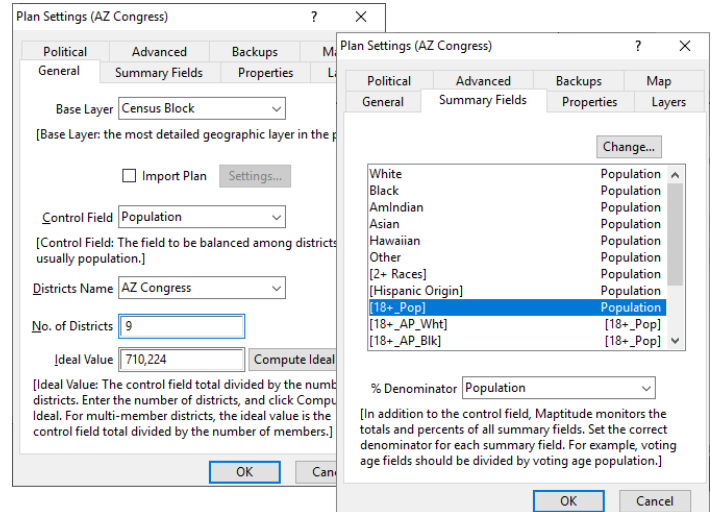 Plan Settings (AZ Congress) ?
Political Advanced Backups
General Summary Fields Properties
Base Layer Census Block
[Base Layer: the most detailed geographic layer in the
Import Plan Settings...
Control Field Population
[Control Field: The field to be balanced among districts
usually population.]
Districts Name AZ Congress
No. of Districts 9
Ideal Value 710,224 Compute Ideal
[Ideal Value: The control field total divided by the
districts. Enter the number of districts, and click
Ideal. For multi-member districts, the ideal value is the
control field total divided by the number of members.]
OK
Plan Settings (AZ Congress) ?
Political Advanced Backups Map
General Summary Fields Properties Layers
Change...
White Population
Black Population
AmIndian Population
Asian Population
Hawaiian Population
Other Population
[2+ Races] Population
[Hispanic Origin] Population
[18+_Pop] Population
[18+_AP_Wht] [18+_Pop]
[18+_AP_Blk] [18+_Pop]
% Denominator Population
[In addition to the control field, Maptitude monitors the
totals and percents of all summary fields. Set the correct
denominator for each summary field. For example, voting
age fields should be divided by voting age population.]
OK Cancel